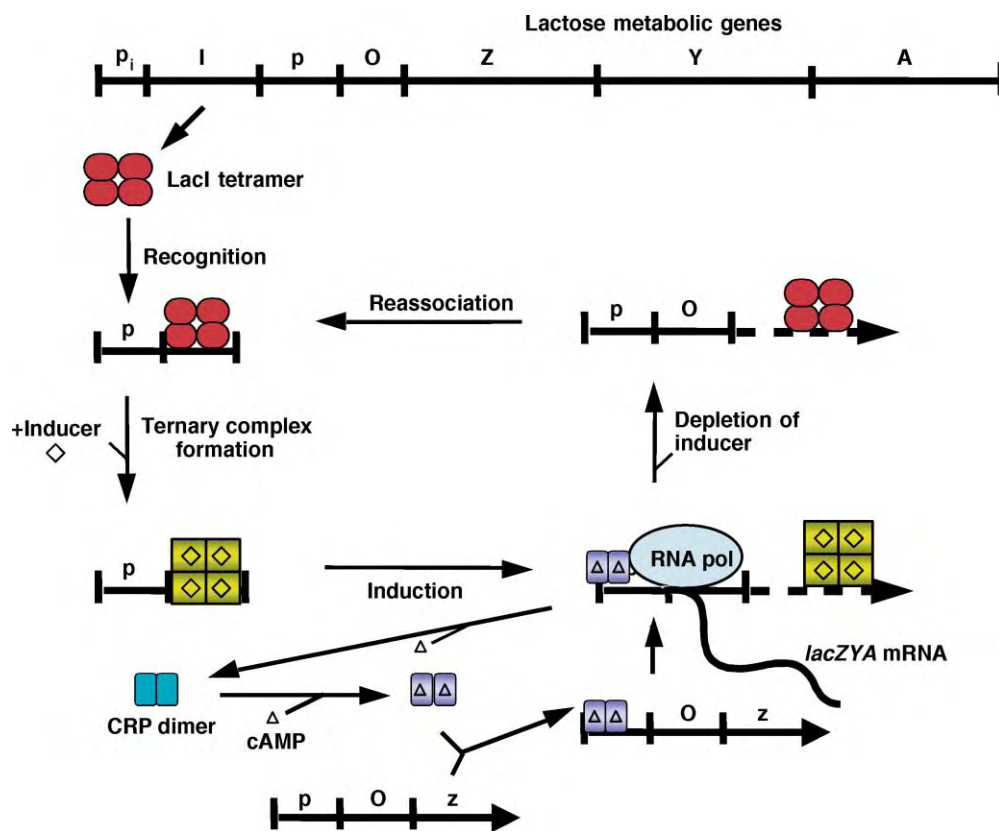 Lactose metabolic genes
pi I p O Z Y A
LacI tetramer
Recognition
Reassociation
p O
p
+Inducer
Ternary complex
formation
Depletion of
inducer
p
RNA pol
Induction
lacZYA mRNA
CRP dimer
cAMP
O z
p O z